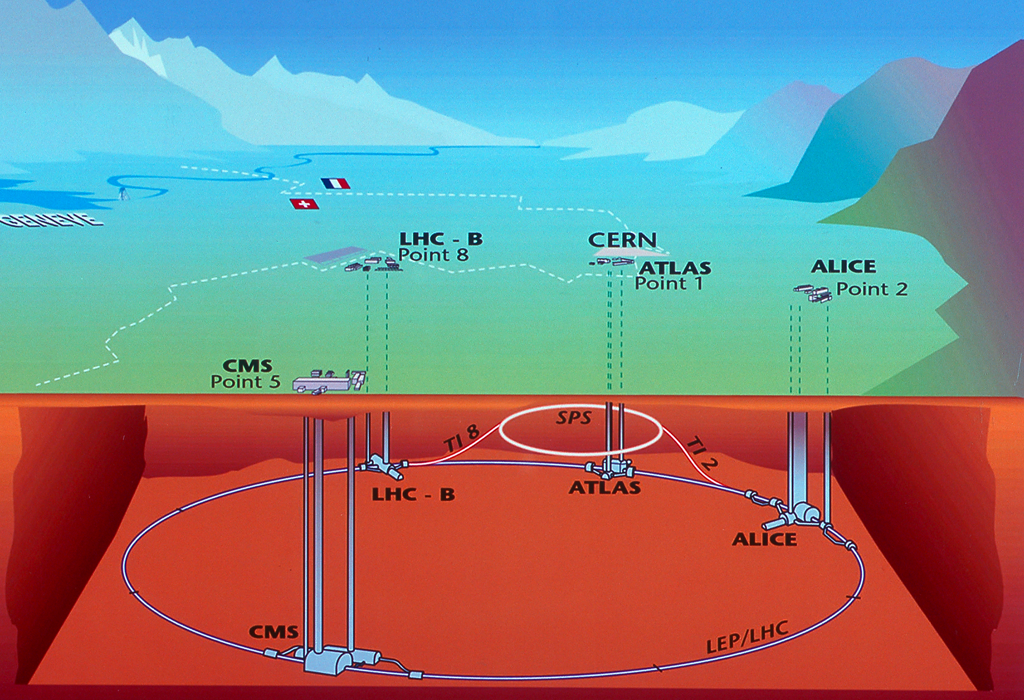 GENEVE
LHC - B
Point 8
CERN
ATLAS
Point 1
ALICE
Point 2
CMS
Point 5
SPS
TI 8
TI 2
LHC - B
ATLAS
ALICE
CMS
LEP/LHC